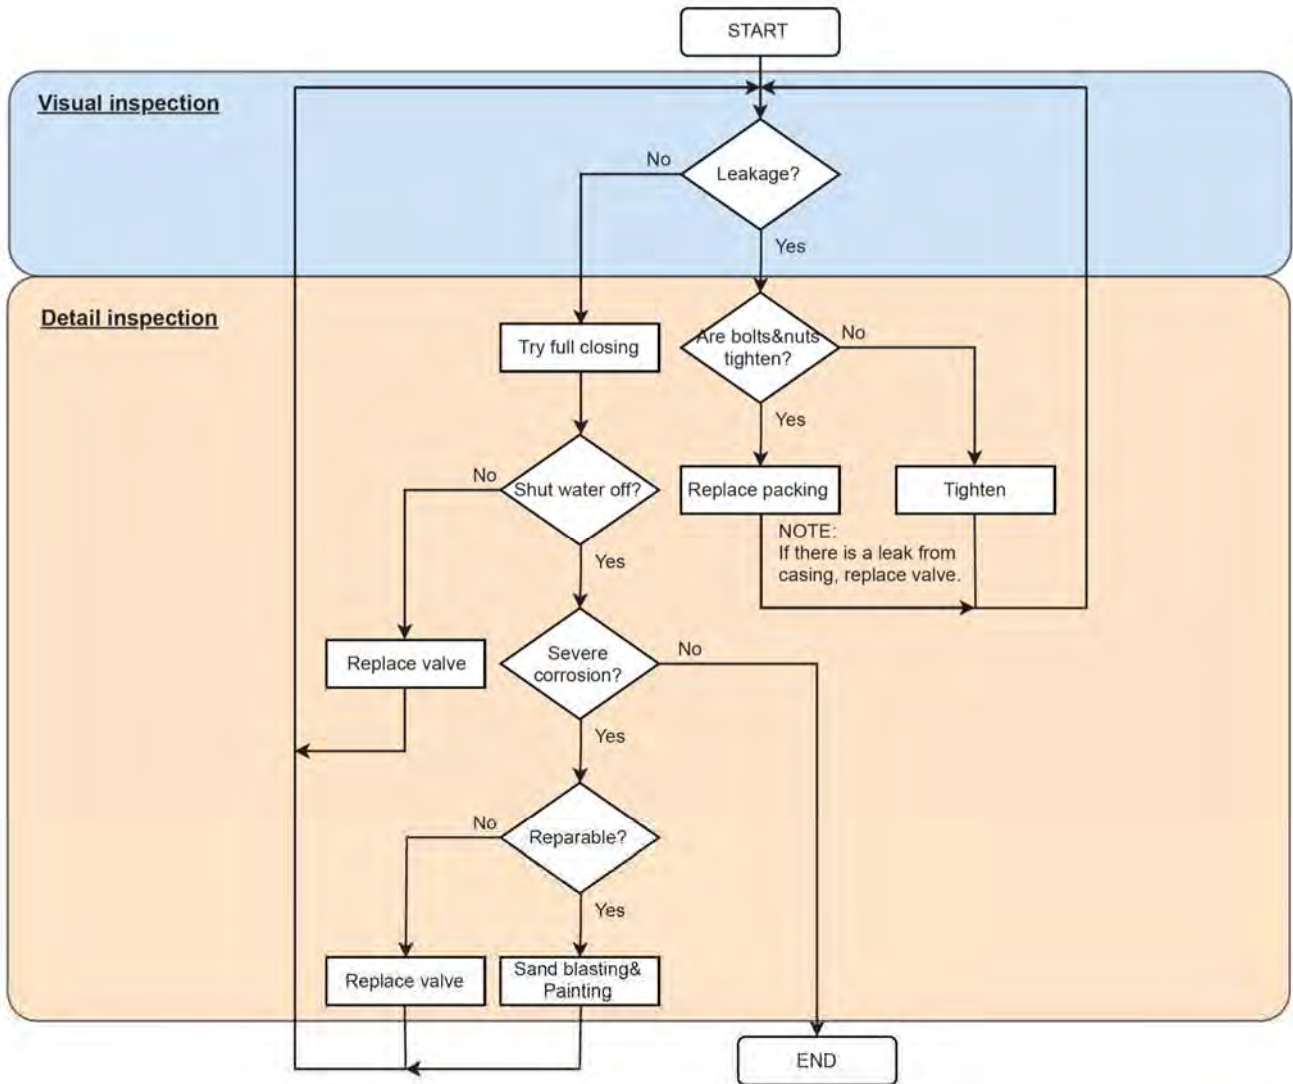 START
Visual inspection
No
Leakage?
Yes
Detail inspection
Try full closing
Are bolts&nuts
tighten?
No
Yes
No
Shut water off?
Replace packing
Tighten
NOTE:
If there is a leak from
casing, replace valve.
Yes
Replace valve
Severe
corrosion?
No
Yes
No
Reparable?
Yes
Replace valve
Sand blasting&
Painting
END